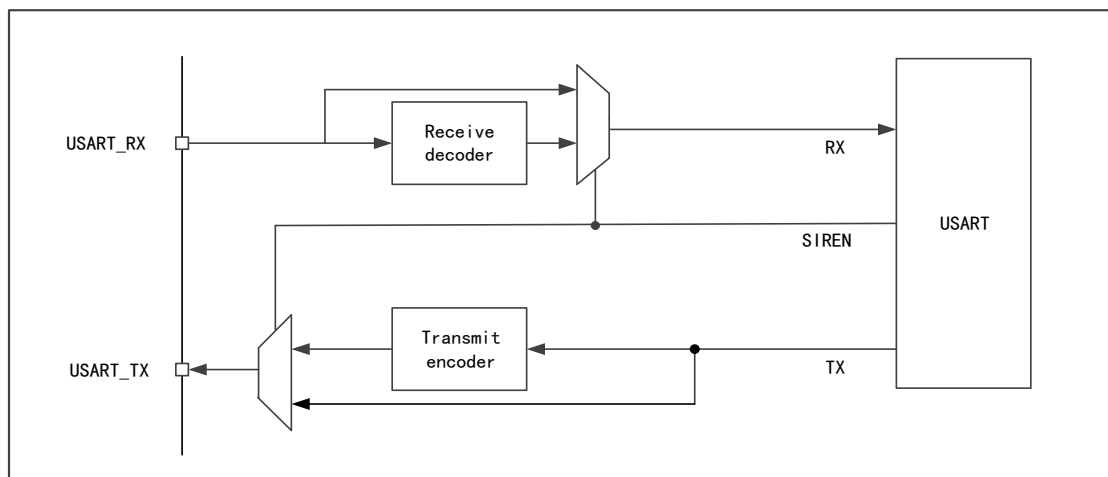 USART_RX
Receive
decoder
RX
SIREN
USART
USART_TX
Transmit
encoder
TX